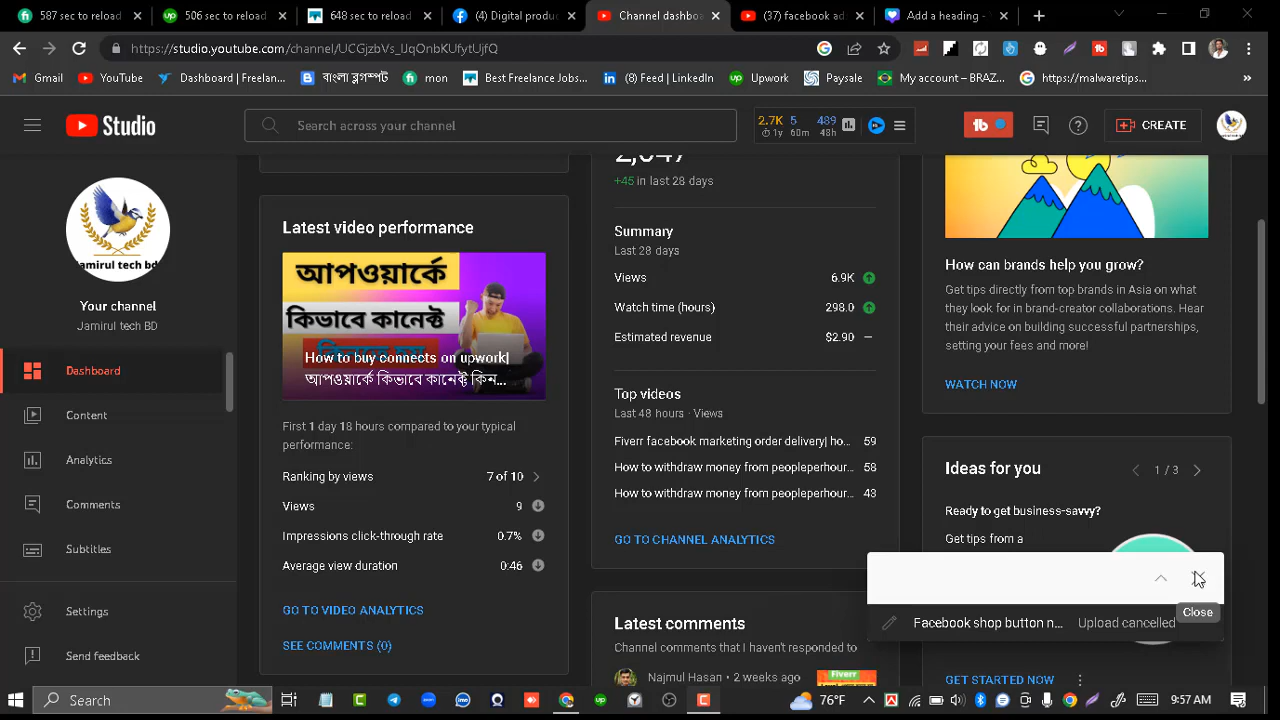 587 sec to reload
506 sec to reload
648 sec to reload
(4) Digital produ
Channel dashbo
(37) facebook ad
Add a heading -
https://studio.youtube.com/channel/UCGjzbVs_IJqOnbKUfytUjfQ
Gmail
YouTube
Dashboard | Freelan...
বাংলা ব্লগস্পট
mon
Best Freelance Jobs...
(8) Feed | LinkedIn
Upwork
Paysale
My account – BRAZ...
https://malwaretips...
»
Studio
Search across your channel
2.7K 5 489
1y 60m 48h
CREATE
Jamirul tech bd
Your channel
Jamirul tech BD
Dashboard
Content
Analytics
Comments
Subtitles
Settings
Send feedback
Latest video performance
আপওয়ার্কে
কিভাবে কানেক্ট
How to buy connects on upwork|
আপওয়ার্কে কিভাবে কানেক্ট কিন...
First 1 day 18 hours compared to your typical
performance:
Ranking by views 7 of 10
Views 9
Impressions click-through rate 0.7%
Average view duration 0:46
GO TO VIDEO ANALYTICS
SEE COMMENTS (0)
+45 in last 28 days
Summary
Last 28 days
Views 6.9K
Watch time (hours) 298.0
Estimated revenue $2.90 —
Top videos
Last 48 hours · Views
Fiverr facebook marketing order delivery| ho... 59
How to withdraw money from peopleperhour... 58
How to withdraw money from peopleperhour... 43
GO TO CHANNEL ANALYTICS
Latest comments
Channel comments that I haven't responded to
Najmul Hasan • 2 weeks ago
Fiverr
How can brands help you grow?
Get tips directly from top brands in Asia on what
they look for in brand-creator collaborations. Hear
their advice on building successful partnerships,
setting your fees and more!
WATCH NOW
Ideas for you 1 / 3
Ready to get business-savvy?
Get tips from a
Close
Facebook shop button n... Upload cancelled
GET STARTED NOW
Search
76°F
9:57 AM